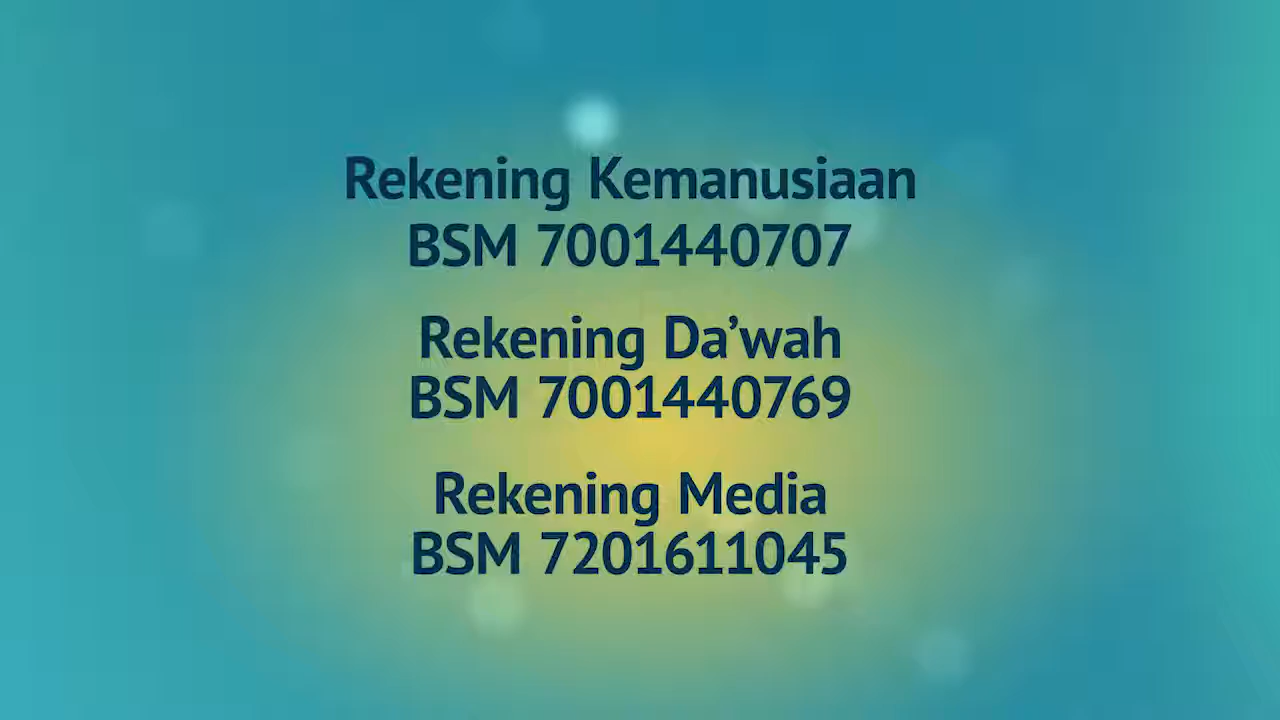 Rekening Kemanusiaan
BSM 7001440707
Rekening Da’wah
BSM 7001440769
Rekening Media
BSM 7201611045